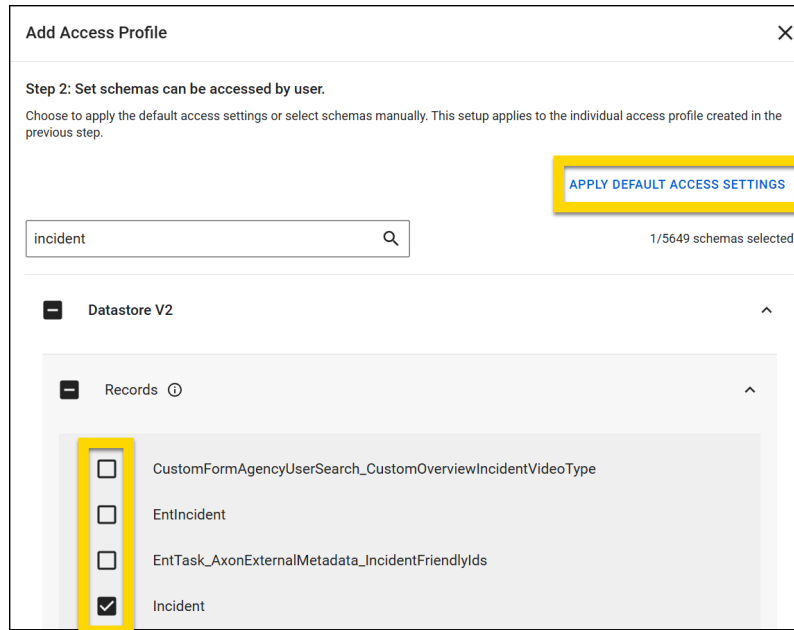 Add Access Profile
Step 2: Set schemas can be accessed by user.
Choose to apply the default access settings or select schemas manually. This setup applies to the individual access profile created in the
previous step.
APPLY DEFAULT ACCESS SETTINGS
incident
1/5649 schemas selected
Datastore V2
Records
CustomFormAgencyUserSearch_CustomOverviewIncidentVideoType
EntIncident
EntTask_AxonExternalMetadata_IncidentFriendlyIds
Incident